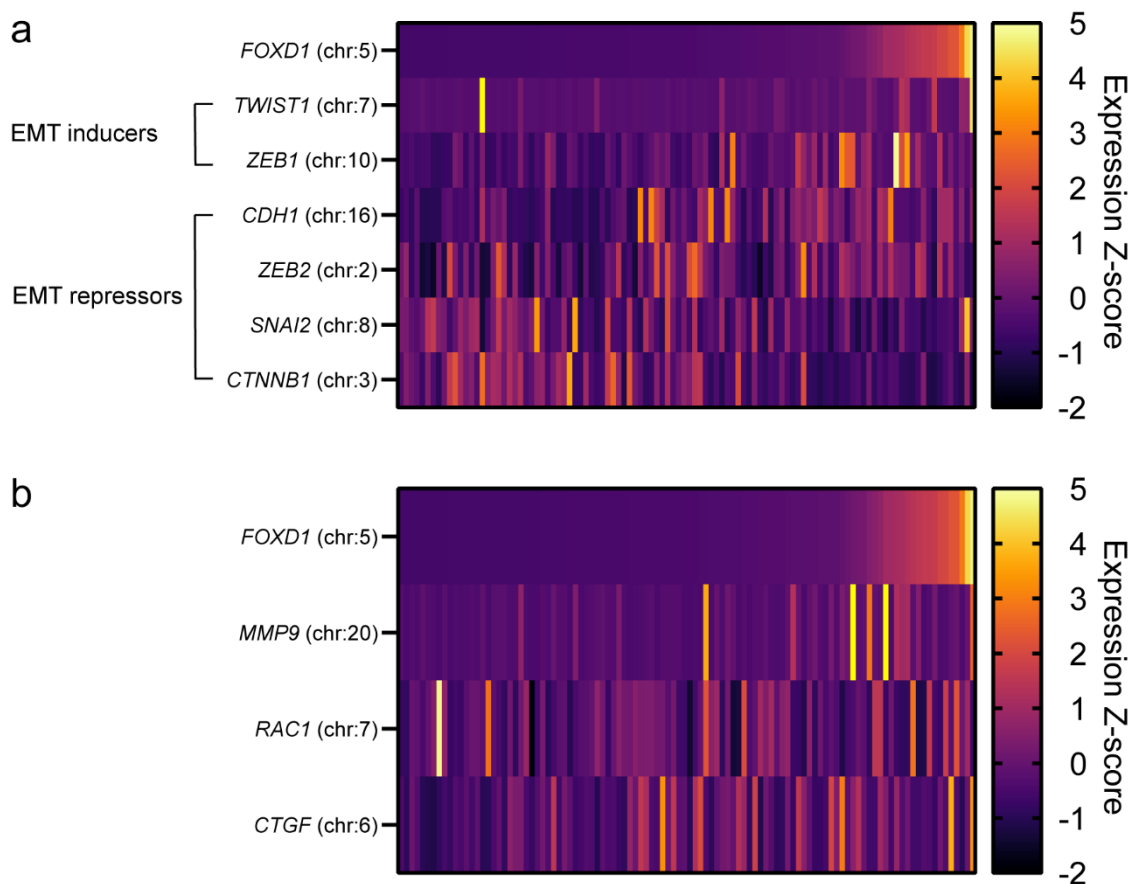 a
FOXD1 (chr:5)
EMT inducers
TWIST1 (chr:7)
ZEB1 (chr:10)
EMT repressors
CDH1 (chr:16)
ZEB2 (chr:2)
SNAI2 (chr:8)
CTNNB1 (chr:3)
5
4
3
2
1
0
-1
-2
Expression Z-score
b
FOXD1 (chr:5)
MMP9 (chr:20)
RAC1 (chr:7)
CTGF (chr:6)
5
4
3
2
1
0
-1
-2
Expression Z-score